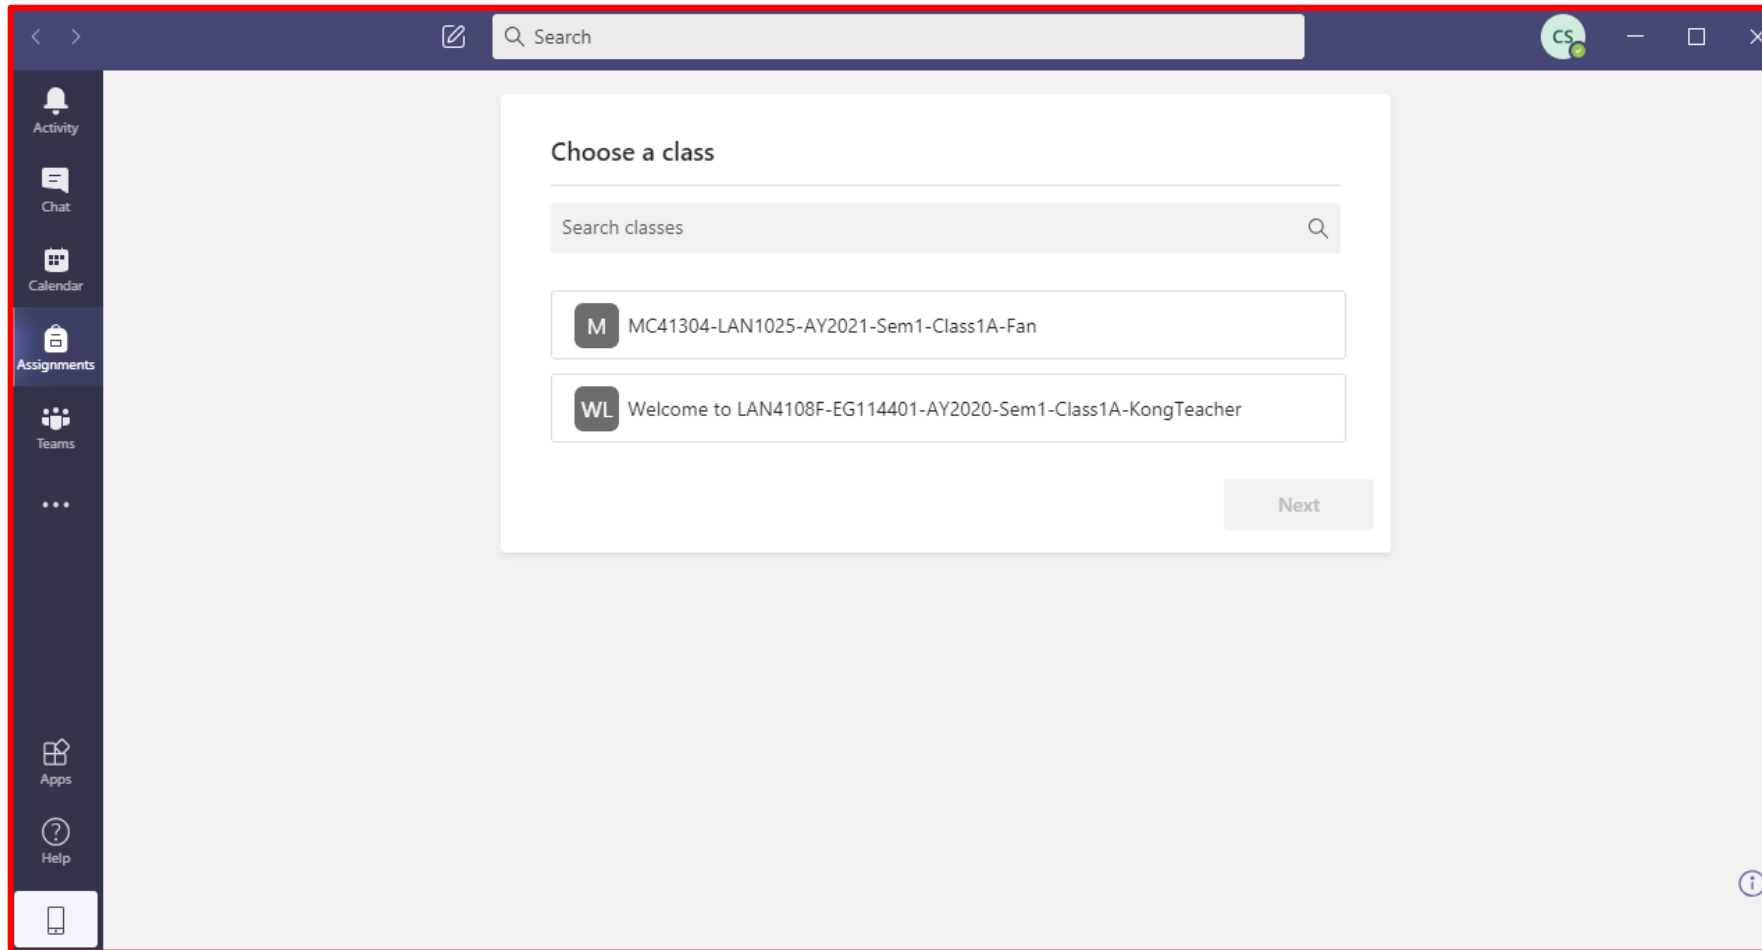 Search
CS
Activity
Chat
Calendar
Assignments
Teams
Apps
Help
Choose a class
Search classes
M MC41304-LAN1025-AY2021-Sem1-Class1A-Fan
WL Welcome to LAN4108F-EG114401-AY2020-Sem1-Class1A-KongTeacher
Next